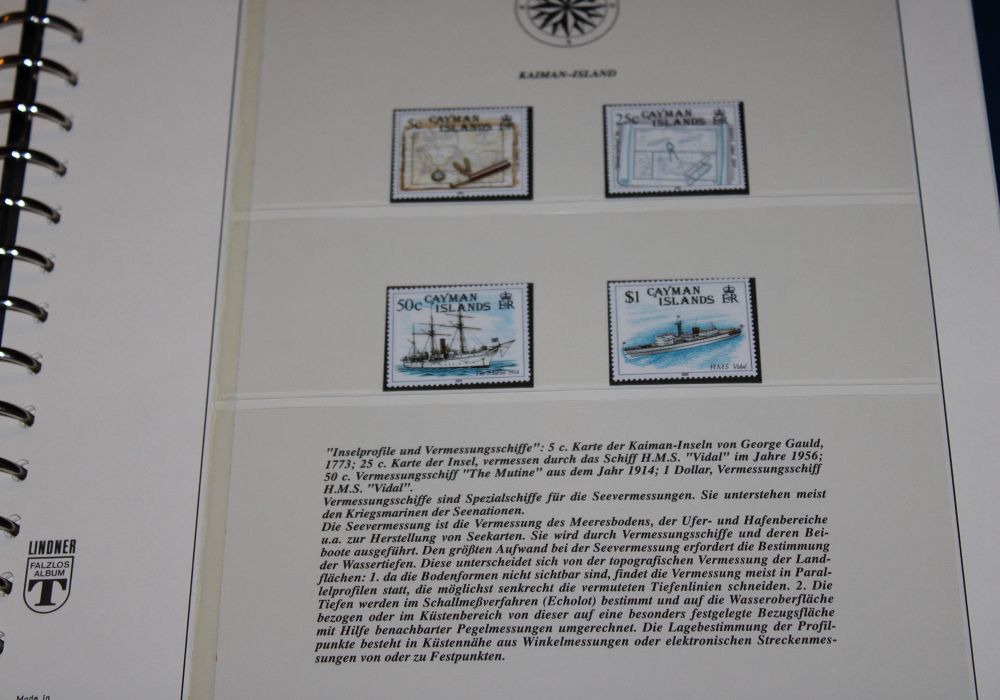 KAIMAN–ISLAND
5c CAYMAN ISLANDS ER
25c CAYMAN ISLANDS ER
50c CAYMAN ISLANDS ER
The Mutine 1914
$1 CAYMAN ISLANDS ER
H.M.S Vidal
"Inselprofile und Vermessungsschiffe": 5 c. Karte der Kaiman-Inseln von George Gauld,
1773; 25 c. Karte der Insel, vermessen durch das Schiff H.M.S. "Vidal" im Jahre 1956;
50 c. Vermessungsschiff "The Mutine" aus dem Jahr 1914; 1 Dollar, Vermessungsschiff
H.M.S. "Vidal".
Vermessungsschiffe sind Spezialschiffe für die Seevermessungen. Sie unterstehen meist
den Kriegsmarinen der Seenationen.
Die Seevermessung ist die Vermessung des Meeresbodens, der Ufer- und Hafenbereiche
u.a. zur Herstellung von Seekarten. Sie wird durch Vermessungsschiffe und deren Bei-
boote ausgeführt. Den größten Aufwand bei der Seevermessung erfordert die Bestimmung
der Wassertiefen. Diese unterscheidet sich von der topografischen Vermessung der Land-
flächen: 1. da die Bodenformen nicht sichtbar sind, findet die Vermessung meist in Paral-
lelprofilen statt, die möglichst senkrecht die vermuteten Tiefenlinien schneiden. 2. Die
Tiefen werden im Schallmeßverfahren (Echolot) bestimmt und auf die Wasseroberfläche
bezogen oder im Küstenbereich von dieser auf eine besonders festgelegte Bezugsfläche
mit Hilfe benachbarter Pegelmessungen umgerechnet. Die Lagebestimmung der Profil-
punkte besteht in Küstennähe aus Winkelmessungen oder elektronischen Streckenmes-
sungen von oder zu Festpunkten.
LINDNER
FALZLOS
ALBUM
T
Made in